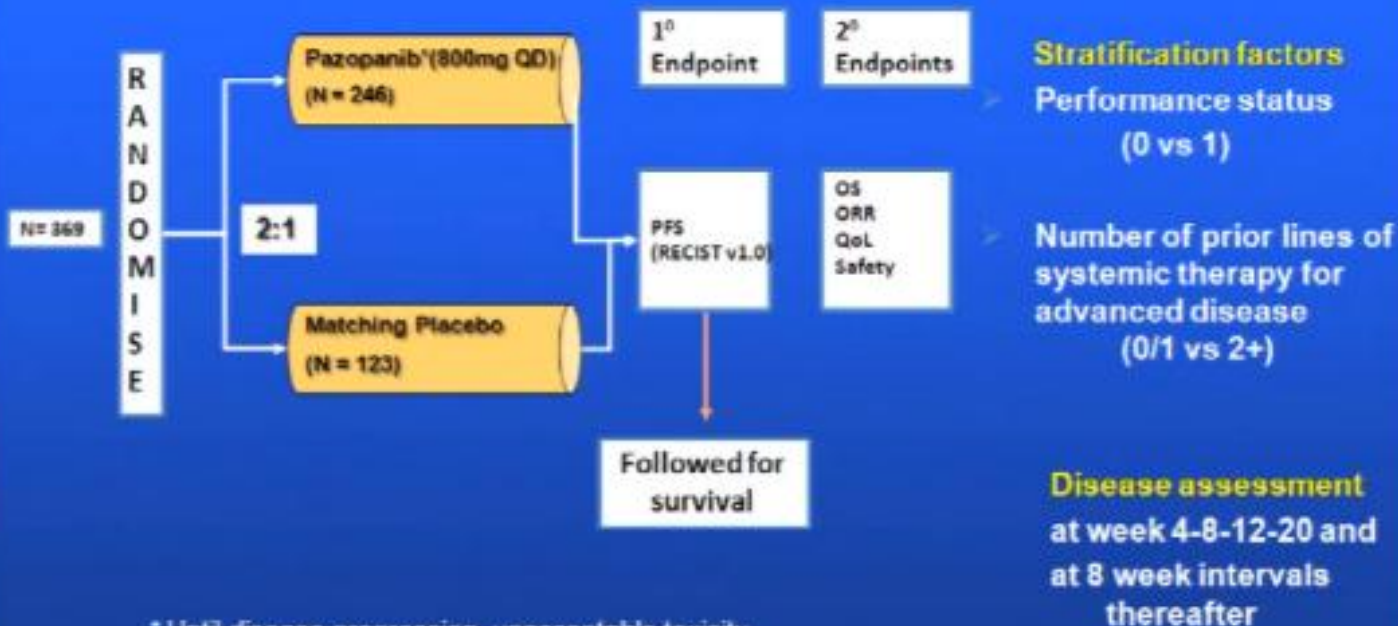 N= 369
RANDOMISE
2:1
Pazopanib*(800mg QD)
(N = 246)
Matching Placebo
(N = 123)
1⁰
Endpoint
2⁰
Endpoints
PFS
(RECIST v1.0)
OS
ORR
QoL
Safety
Followed for
survival
Stratification factors
Performance status
(0 vs 1)
Number of prior lines of
systemic therapy for
advanced disease
(0/1 vs 2+)
Disease assessment
at week 4-8-12-20 and
at 8 week intervals
thereafter